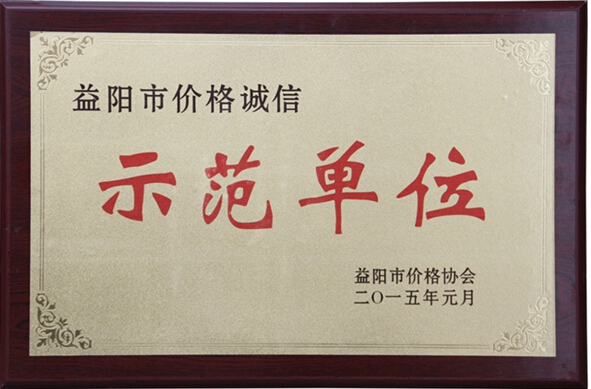 益阳市价格诚信
示范单位
益阳市价格协会
二〇一五年元月